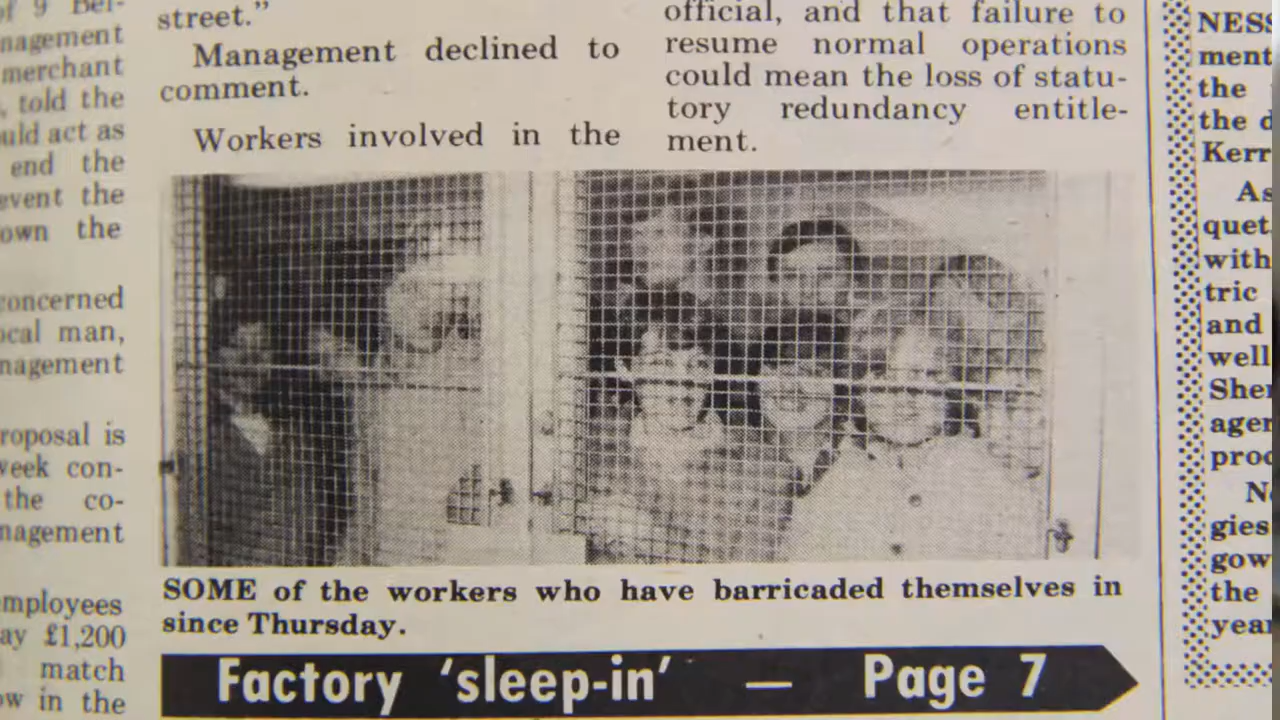 nagement
merchant
told the
uld act as
end the
event the
own the
concerned
ocal man,
nagement
roposal is
week con-
the co-
nagement
mployees
ay £1,200
match
ow in the
street.”
Management declined to
comment.
Workers involved in the
official, and that failure to
resume normal operations
could mean the loss of statu-
tory redundancy entitle-
ment.
SOME of the workers who have barricaded themselves in
since Thursday.
Factory ‘sleep-in’ — Page 7
NESS
ment
the
the d
Kerr
As
quet
with
tric
and
well
Sher
ager
prod
gies
gow
the
year